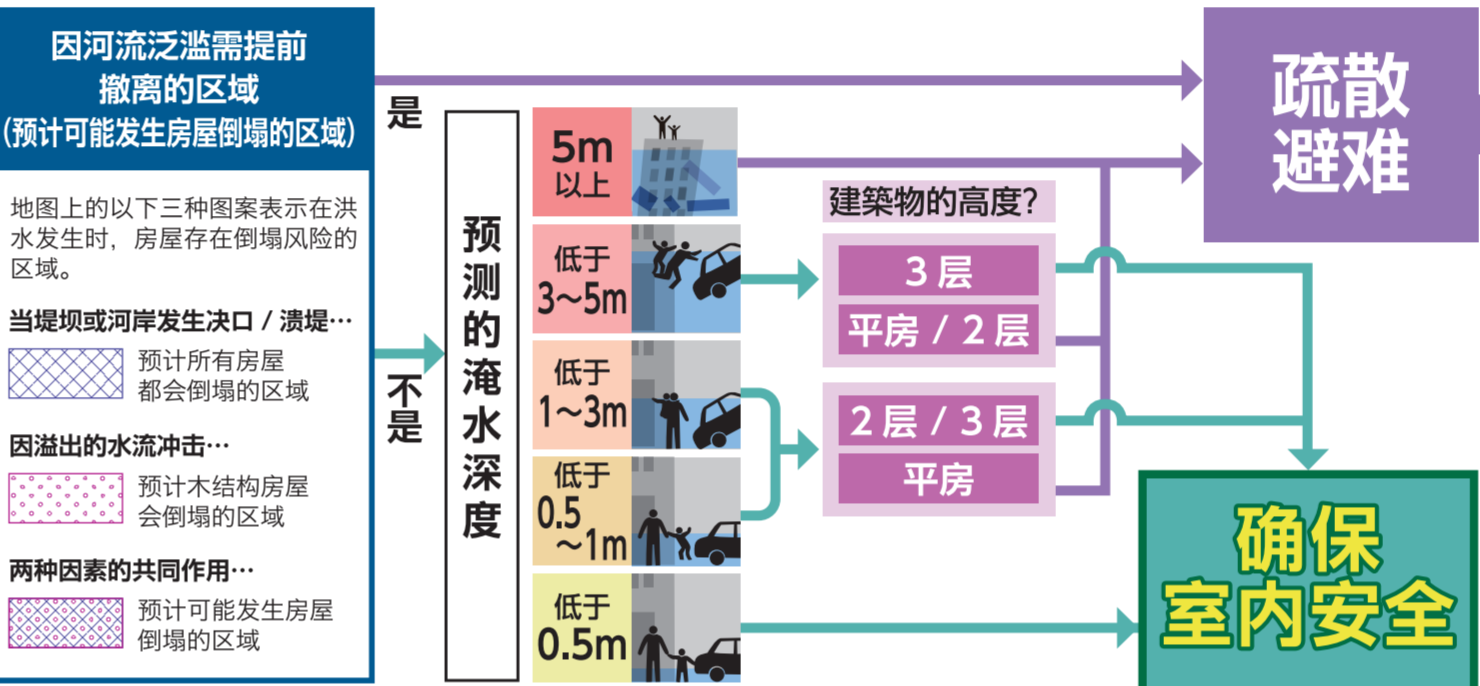 因河流泛滥需提前
撤离的区域
(预计可能发生房屋倒塌的区域)
地图上的以下三种图案表示在洪
水发生时，房屋存在倒塌风险的
区域。
当堤坝或河岸发生决口 / 溃堤…
预计所有房屋
都会倒塌的区域
因溢出的水流冲击…
预计木结构房屋
会倒塌的区域
两种因素的共同作用…
预计可能发生房屋
倒塌的区域
是
不是
预测的淹水深度
5m
以上
低于
3～5m
低于
1～3m
低于
0.5
～1m
低于
0.5m
建築物的高度?
3层
平房 / 2层
2层 / 3层
平房
疏散
避难
确保
室内安全